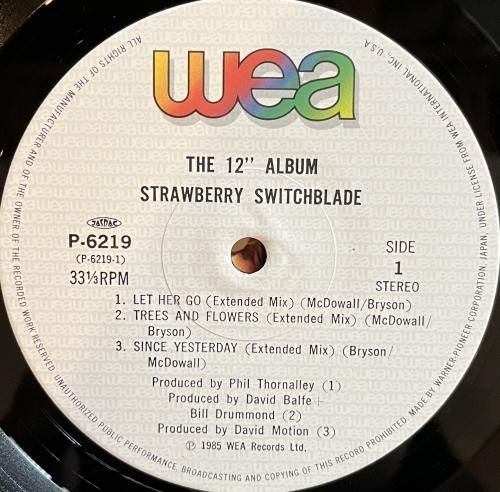 wea
THE 12" ALBUM
STRAWBERRY SWITCHBLADE
JASRAC
P-6219
(P-6219-1)
33⅓RPM
SIDE
1
STEREO
1. LET HER GO (Extended Mix) (McDowall/Bryson)
2. TREES AND FLOWERS (Extended Mix) (McDowall/
Bryson)
3. SINCE YESTERDAY (Extended Mix) (Bryson/
McDowall)
Produced by Phil Thornalley (1)
Produced by David Balfe +
Bill Drummond (2)
Produced by David Motion (3)
Ⓟ 1985 WEA Records Ltd.
ALL RIGHTS OF THE MANUFACTURER AND OF THE OWNER OF THE RECORDED WORK RESERVED. UNAUTHORIZED PUBLIC PERFORMANCE, BROADCASTING AND COPYING OF THIS RECORD PROHIBITED. MADE BY WARNER-PIONEER CORPORATION, JAPAN, UNDER LICENSE FROM WEA INTERNATIONAL INC., U.S.A